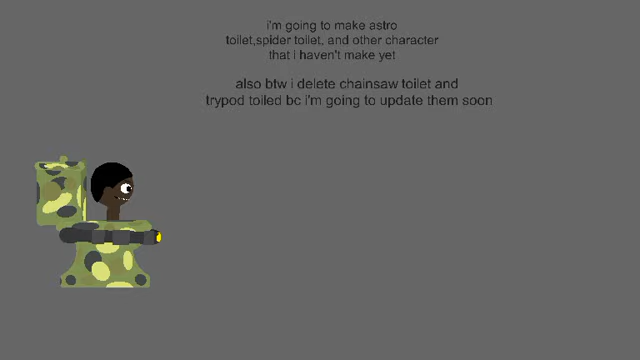 i'm going to make astro
toilet,spider toilet, and other character
that i haven't make yet
also btw i delete chainsaw toilet and
trypod toiled bc i'm going to update them soon